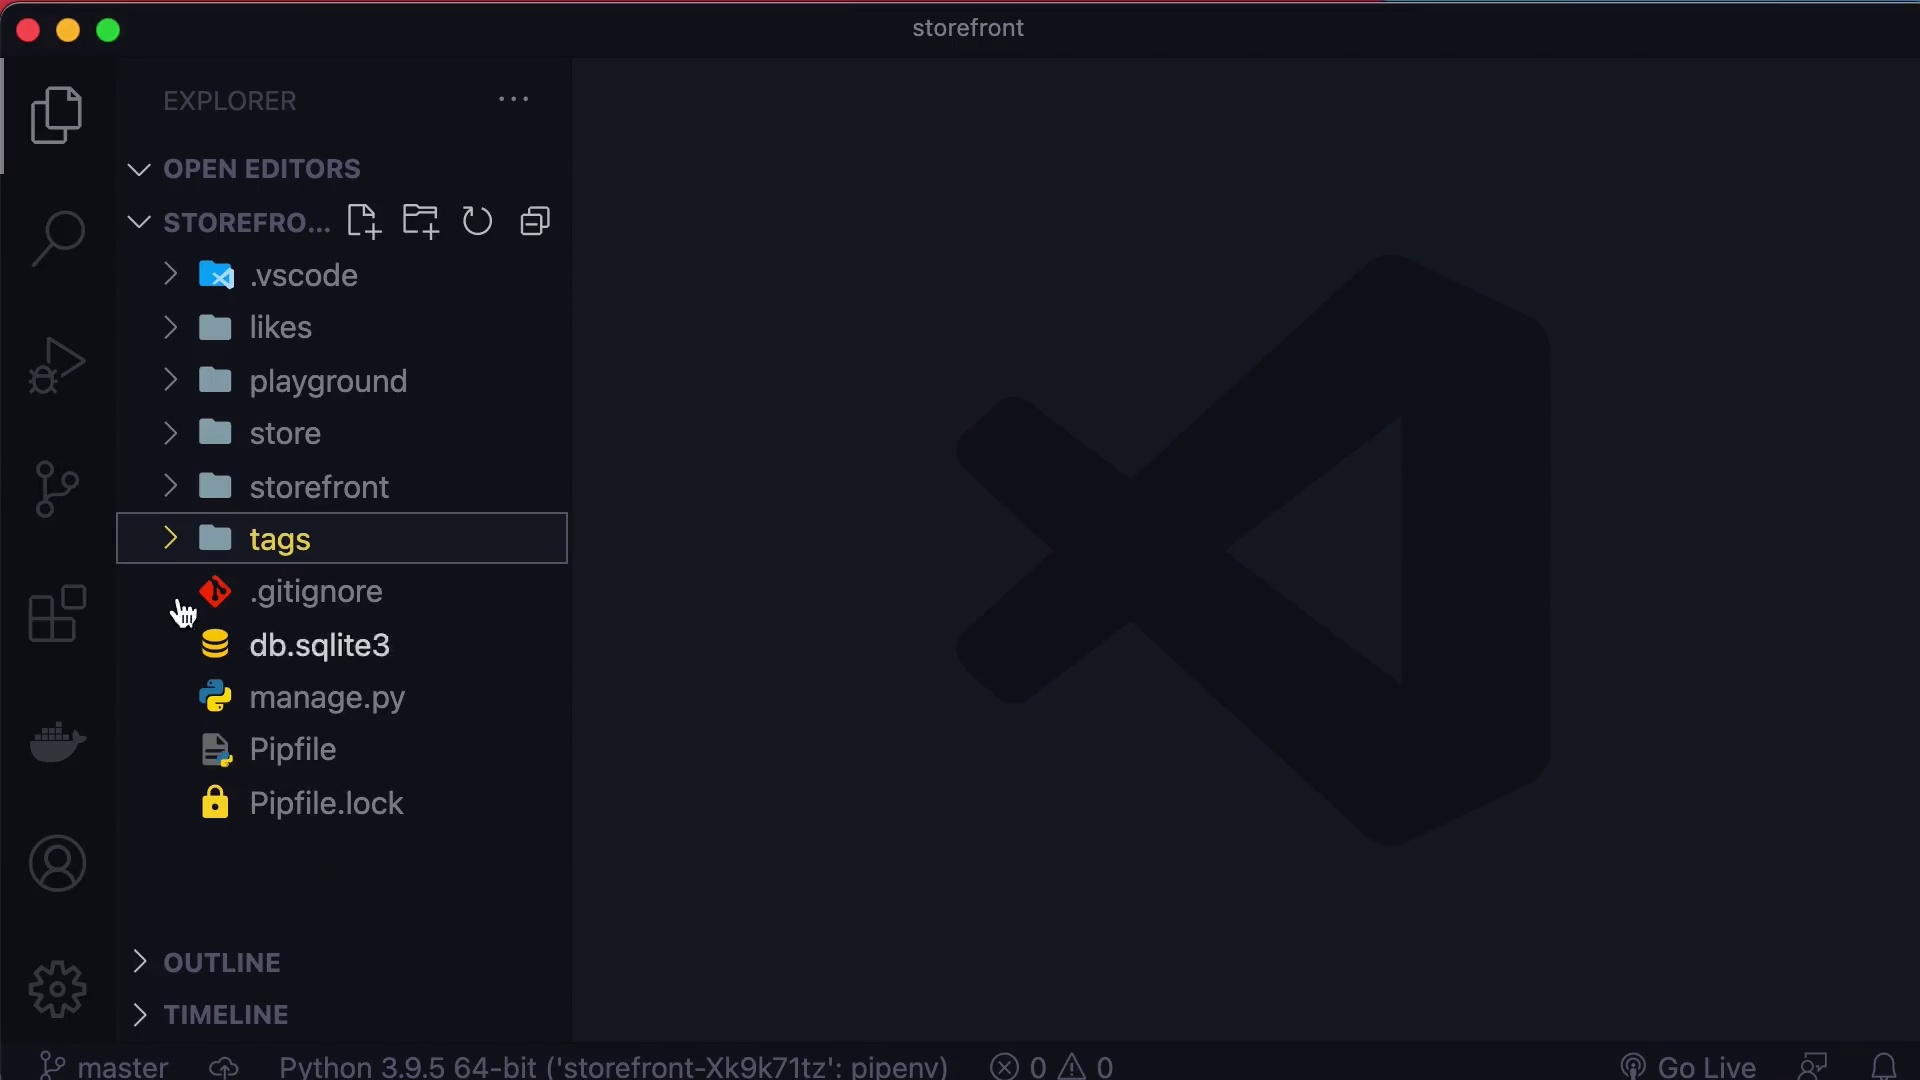 storefront
EXPLORER
OPEN EDITORS
STOREFRO...
.vscode
likes
playground
store
storefront
tags
.gitignore
db.sqlite3
manage.py
Pipfile
Pipfile.lock
OUTLINE
TIMELINE
master Python 3.9.5 64-bit ('storefront-Xk9k71tz': pipenv) 0 0 Go Live